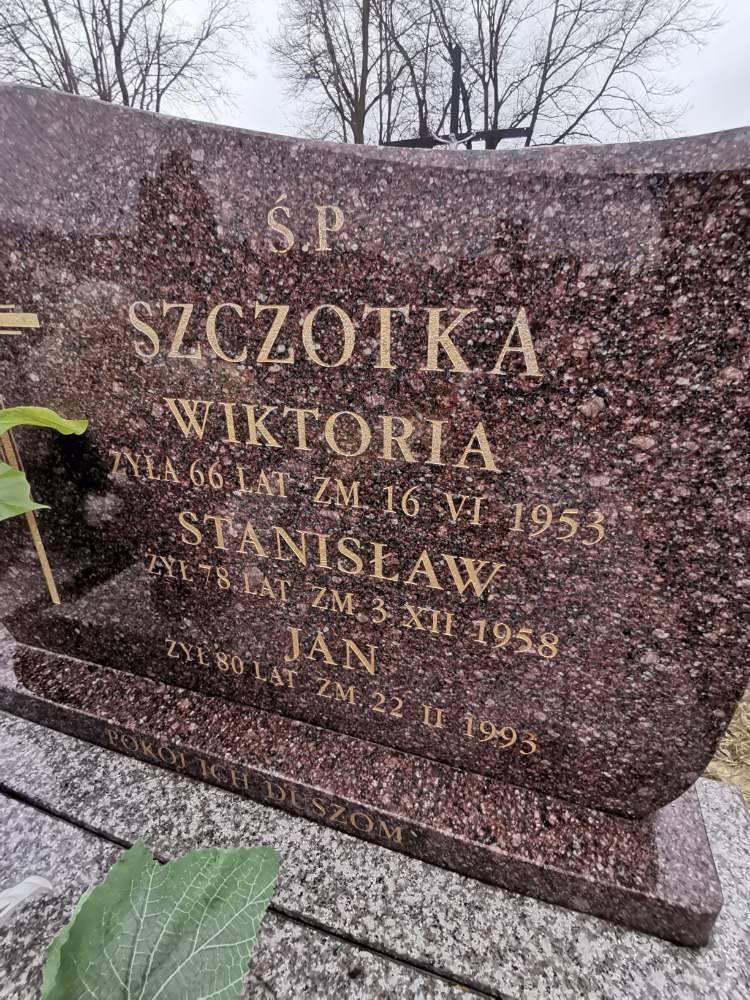 Ś.P
SZCZOTKA
WIKTORIA
ŻYŁA 66 LAT ZM 16 VI 1953
STANISŁAW
ŻYŁ 78 LAT ZM 3 XII 1958
JAN
ŻYŁ 80 LAT ZM 22 II 1993
POKÓJ ICH DUSZOM